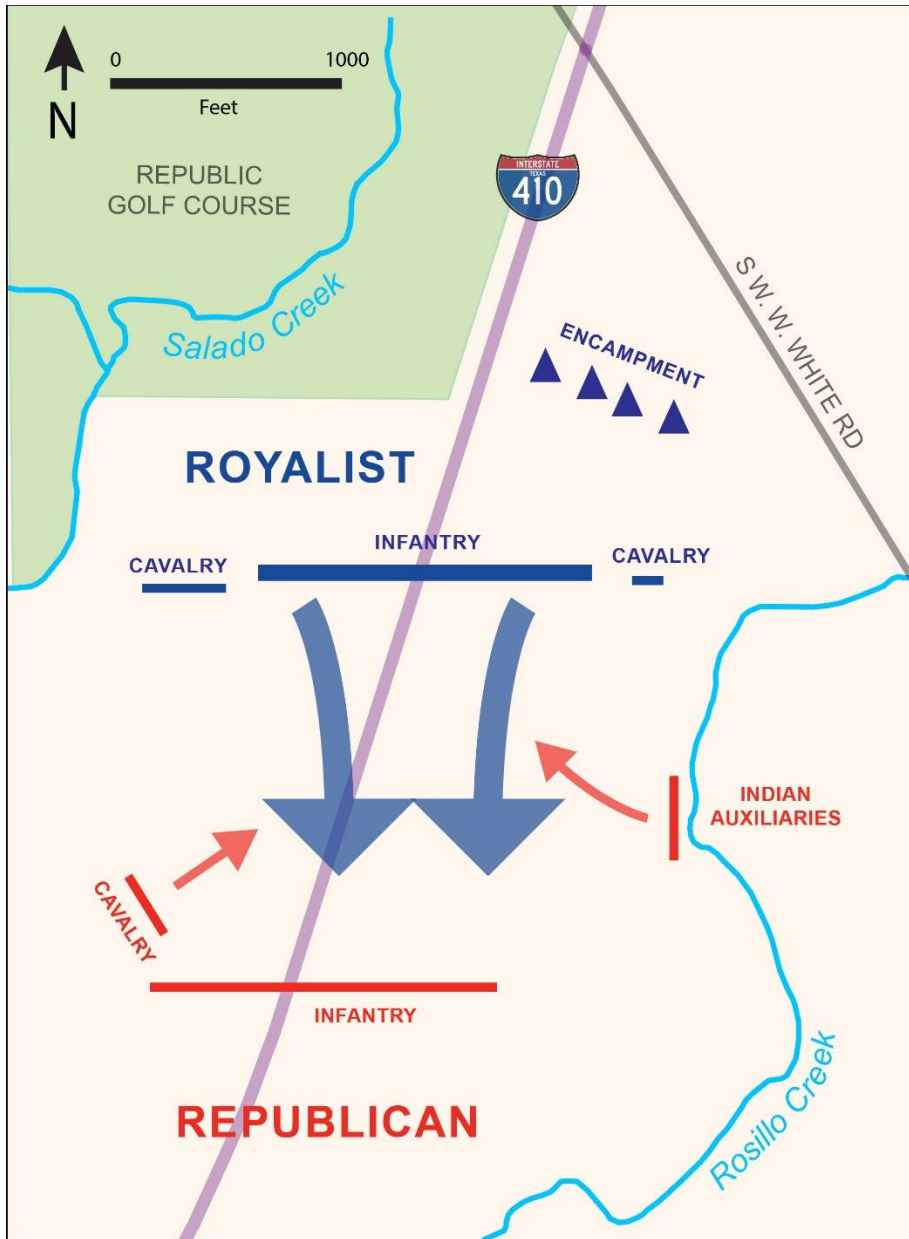 0 1000
Feet
N
REPUBLIC
GOLF COURSE
INTERSTATE
TEXAS
410
Salado Creek
S W. W. WHITE RD
ENCAMPMENT
ROYALIST
CAVALRY
INFANTRY
CAVALRY
INDIAN
AUXILIARIES
CAVALRY
INFANTRY
REPUBLICAN
Rosillo Creek